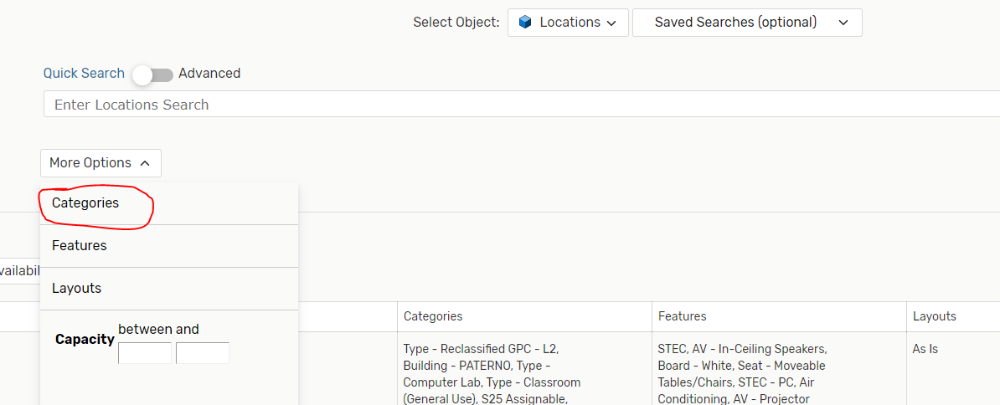 Select Object: Locations Saved Searches (optional)
Quick Search Advanced
Enter Locations Search
More Options
Categories
Features
Layouts
Capacity between and
vailabil
Categories Features Layouts
Type - Reclassified GPC - L2,
Building - PATERNO, Type -
Computer Lab, Type - Classroom
(General Use), S25 Assignable,
STEC, AV - In-Ceiling Speakers,
Board - White, Seat - Moveable
Tables/Chairs, STEC - PC, Air
Conditioning, AV - Projector
As Is